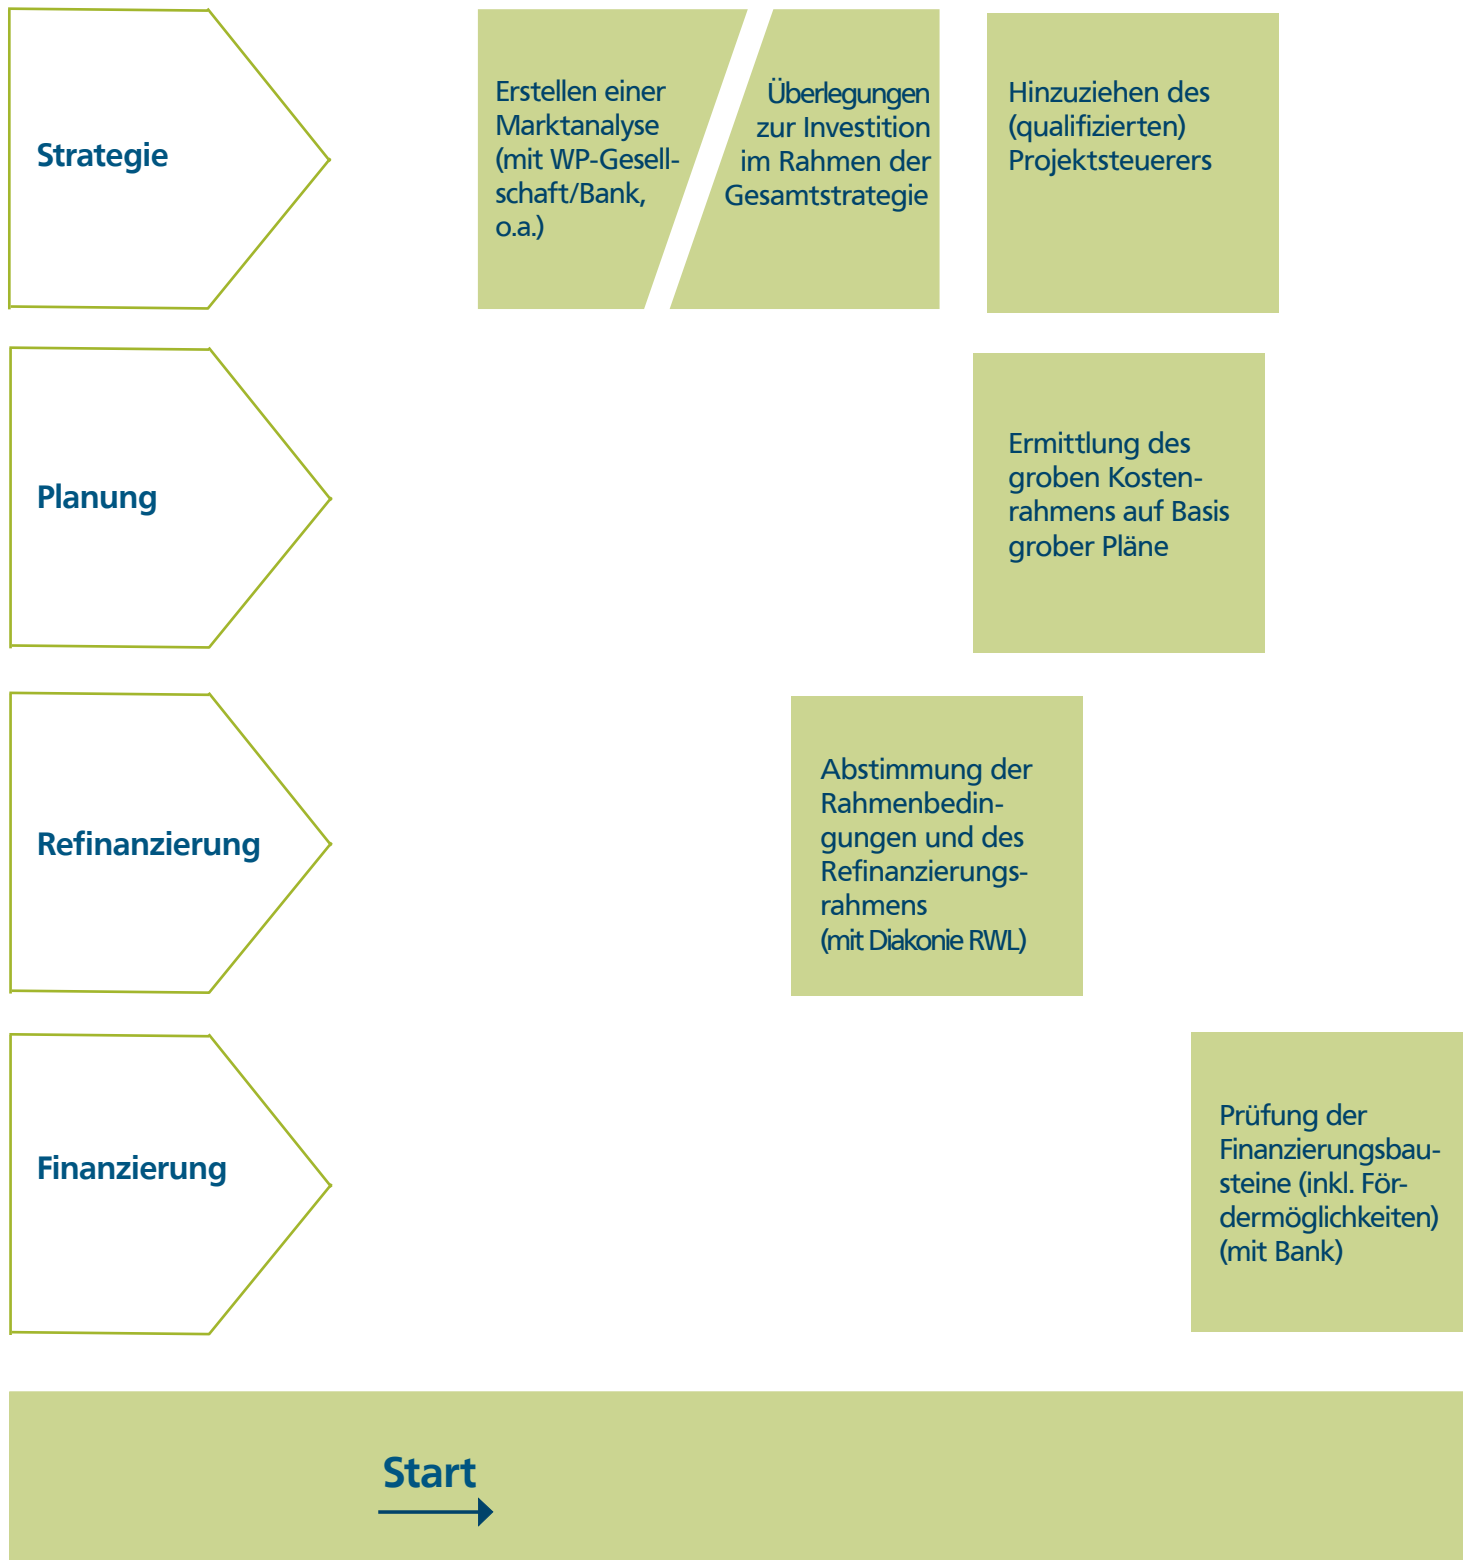 Strategie
Erstellen einer
Marktanalyse
(mit WP-Gesell-
schaft/Bank,
o.a.)
Überlegungen
zur Investition
im Rahmen der
Gesamtstrategie
Hinzuziehen des
(qualifizierten)
Projektsteuerers
Planung
Ermittlung des
groben Kosten-
rahmens auf Basis
grober Pläne
Refinanzierung
Abstimmung der
Rahmenbedin-
gungen und des
Refinanzierungs-
rahmens
(mit Diakonie RWL)
Finanzierung
Prüfung der
Finanzierungsbau-
steine (inkl. För-
dermöglichkeiten)
(mit Bank)
Start